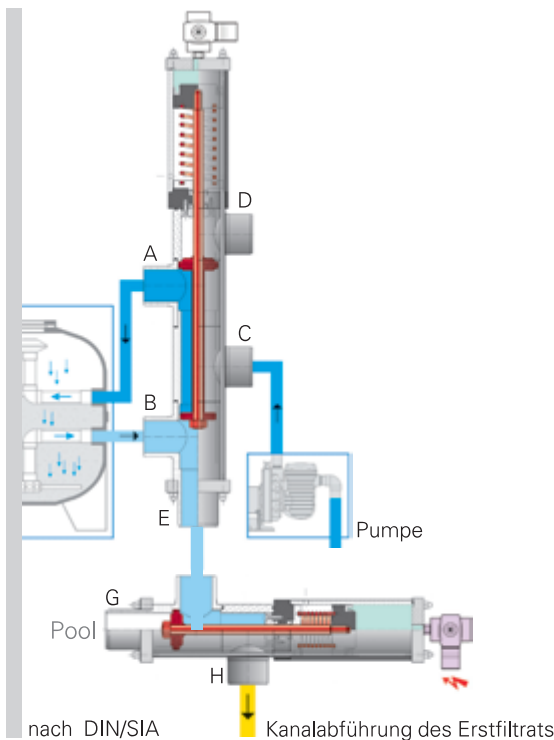 D
A
C
B
E
Pumpe
G
Pool
H
nach DIN/SIA
Kanalabführung des Erstfiltrats